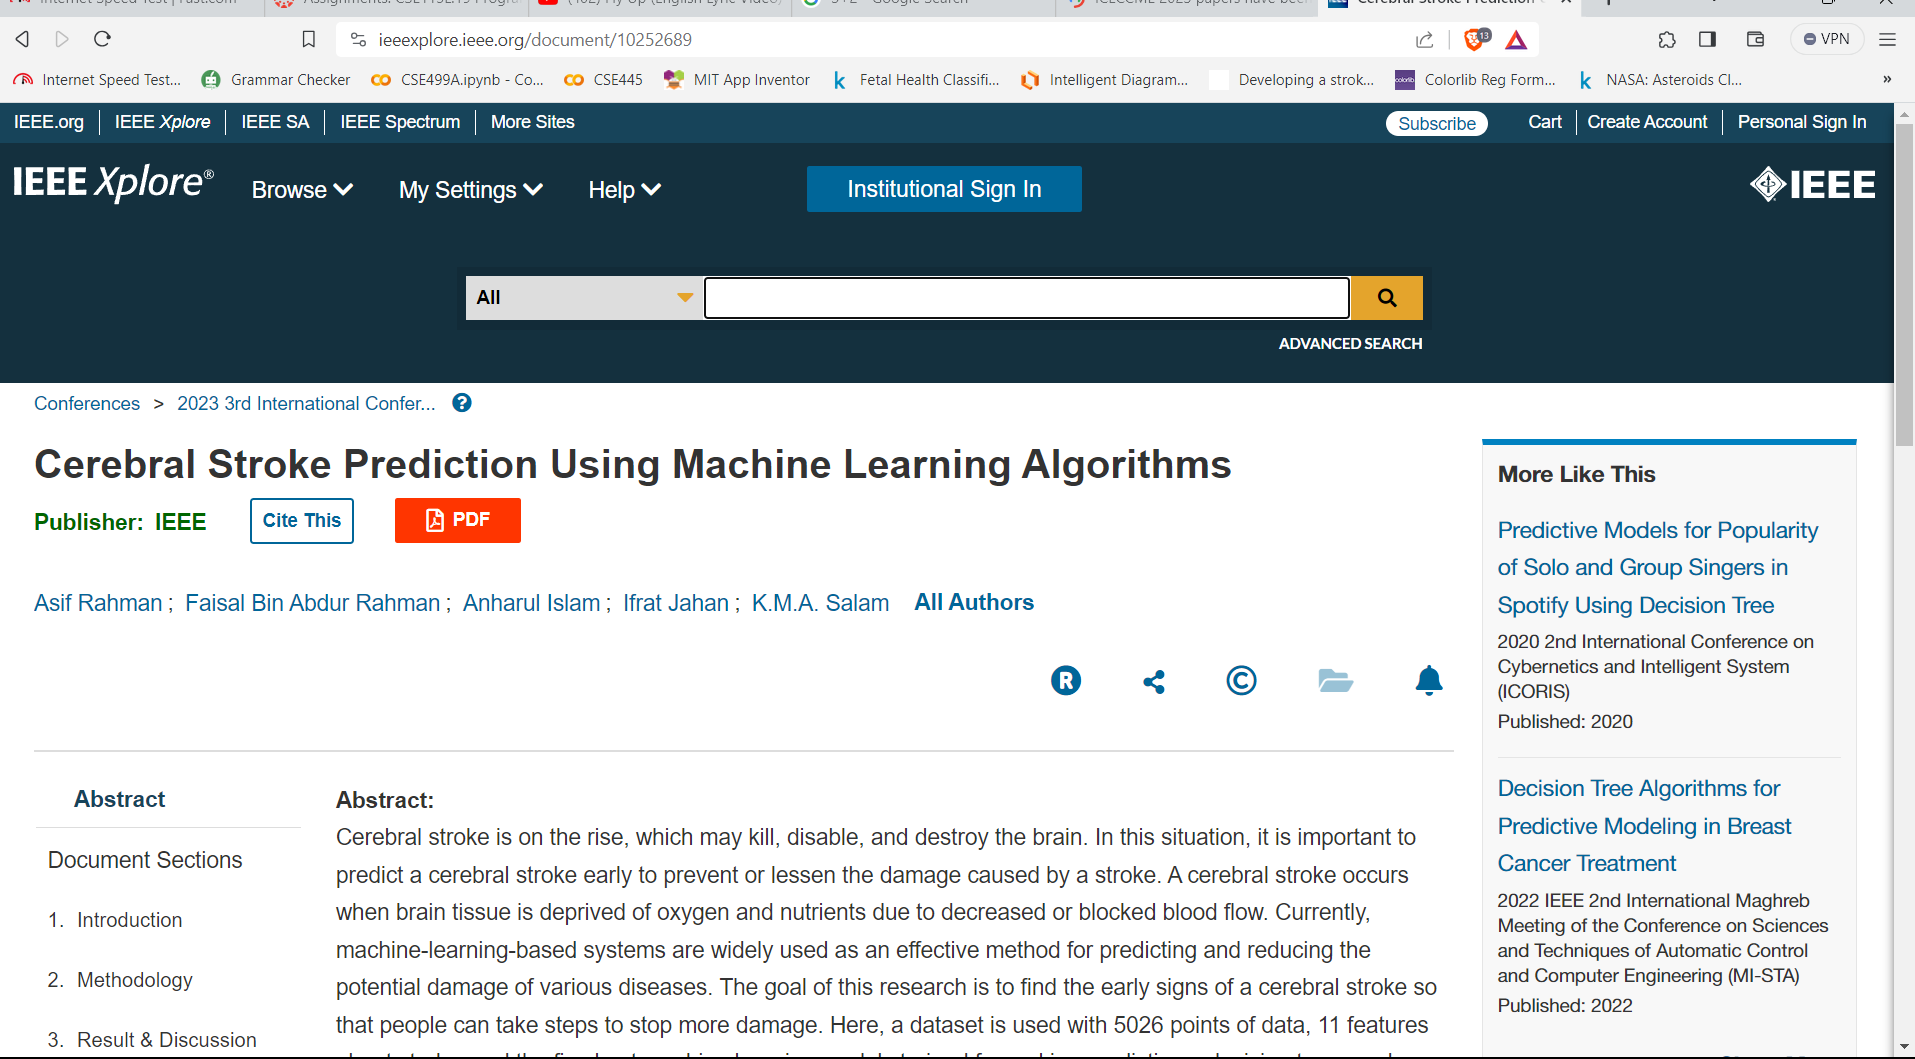 ieeexplore.ieee.org/document/10252689
13
VPN
Internet Speed Test...
Grammar Checker
CSE499A.ipynb - Co...
CSE445
MIT App Inventor
Fetal Health Classifi...
Intelligent Diagram...
Developing a strok...
Colorlib Reg Form...
NASA: Asteroids Cl...
»
IEEE.org
IEEE Xplore
IEEE SA
IEEE Spectrum
More Sites
Subscribe
Cart
Create Account
Personal Sign In
IEEE Xplore®
Browse
My Settings
Help
Institutional Sign In
IEEE
All
ADVANCED SEARCH
Conferences > 2023 3rd International Confer... ?
Cerebral Stroke Prediction Using Machine Learning Algorithms
Publisher: IEEE
Cite This
PDF
Asif Rahman ; Faisal Bin Abdur Rahman ; Anharul Islam ; Ifrat Jahan ; K.M.A. Salam All Authors
R
©
Abstract
Document Sections
1. Introduction
2. Methodology
3. Result & Discussion
Abstract:
Cerebral stroke is on the rise, which may kill, disable, and destroy the brain. In this situation, it is important to
predict a cerebral stroke early to prevent or lessen the damage caused by a stroke. A cerebral stroke occurs
when brain tissue is deprived of oxygen and nutrients due to decreased or blocked blood flow. Currently,
machine-learning-based systems are widely used as an effective method for predicting and reducing the
potential damage of various diseases. The goal of this research is to find the early signs of a cerebral stroke so
that people can take steps to stop more damage. Here, a dataset is used with 5026 points of data, 11 features
More Like This
Predictive Models for Popularity
of Solo and Group Singers in
Spotify Using Decision Tree
2020 2nd International Conference on
Cybernetics and Intelligent System
(ICORIS)
Published: 2020
Decision Tree Algorithms for
Predictive Modeling in Breast
Cancer Treatment
2022 IEEE 2nd International Maghreb
Meeting of the Conference on Sciences
and Techniques of Automatic Control
and Computer Engineering (MI-STA)
Published: 2022